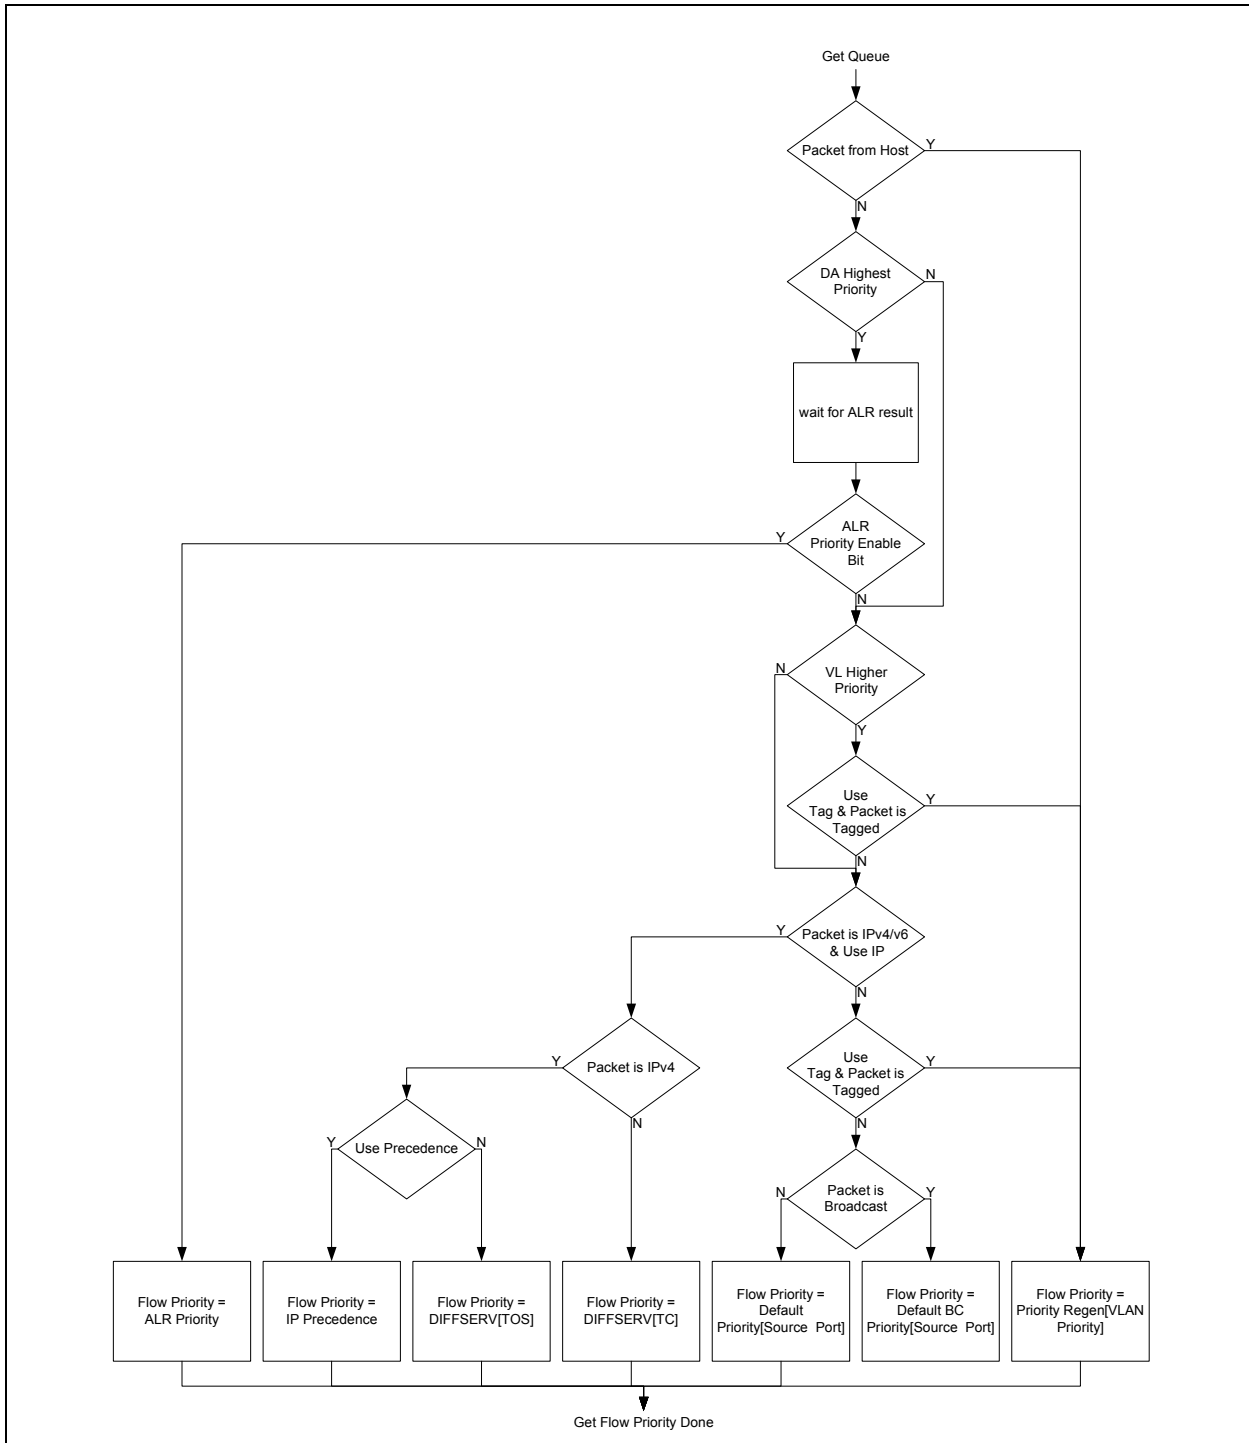 Get Queue
Packet from Host
Y
N
DA Highest
Priority
N
Y
wait for ALR result
ALR
Priority Enable
Bit
Y
N
VL Higher
Priority
N
Y
Use
Tag & Packet is
Tagged
Y
N
Packet is IPv4/v6
& Use IP
Y
N
Packet is IPv4
Y
N
Use
Tag & Packet is
Tagged
Y
N
Use Precedence
Y
N
Packet is
Broadcast
N
Y
Flow Priority =
ALR Priority
Flow Priority =
IP Precedence
Flow Priority =
DIFFSERV[TOS]
Flow Priority =
DIFFSERV[TC]
Flow Priority =
Default
Priority[Source Port]
Flow Priority =
Default BC
Priority[Source Port]
Flow Priority =
Priority Regen[VLAN
Priority]
Get Flow Priority Done